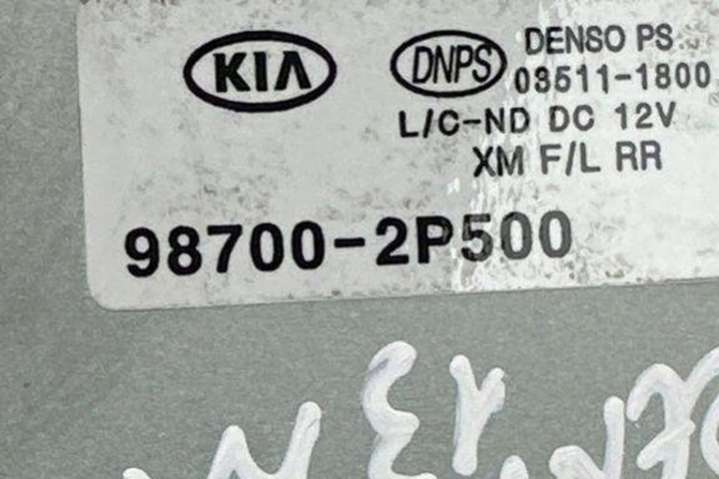 KIA DNPS DENSO PS
03511-1800
L/C-ND DC 12V
XM F/L RR
98700-2P500